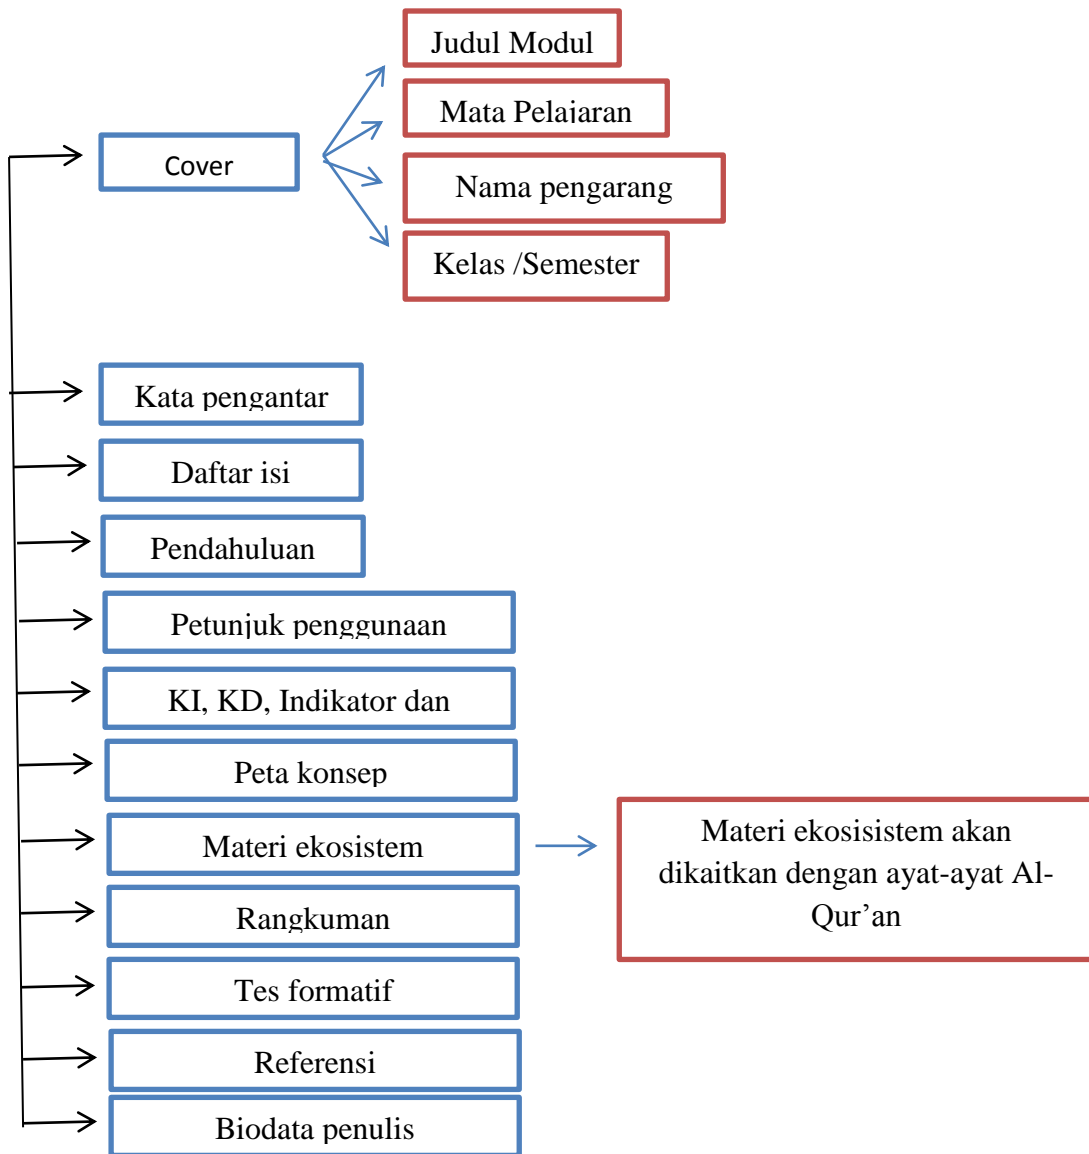 Judul Modul
Mata Pelajaran
Cover
Nama pengarang
Kelas /Semester
Kata pengantar
Daftar isi
Pendahuluan
Petunjuk penggunaan
KI, KD, Indikator dan
Peta konsep
Materi ekosistem
Materi ekosisistem akan
dikaitkan dengan ayat-ayat Al-
Qur’an
Rangkuman
Tes formatif
Referensi
Biodata penulis